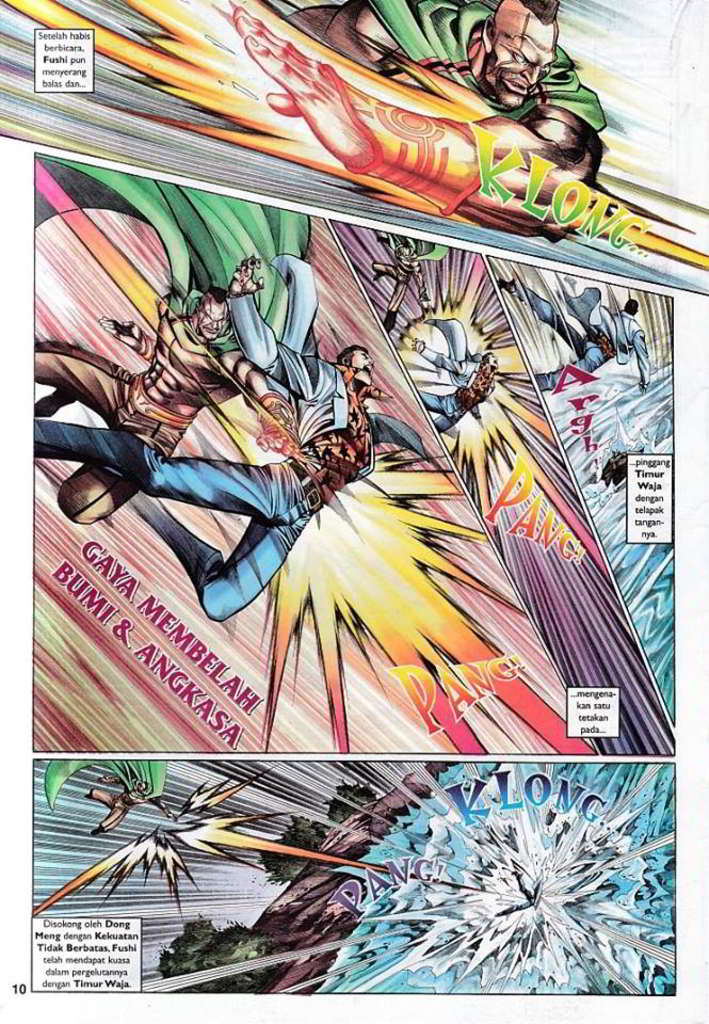 Setelah habis
berbicara,
Fushi pun
menyerang
balas dan...
KLONG...
GAYA MEMBELAH
BUMI & ANGKASA
PANG!
...mengena-
kan satu
tetakan
pada...
PANG!
Argh!
...pinggang
Timur
Waja
dengan
telapak
tangan-
nya.
KLONG...
PANG!
Disokong oleh Dong
Meng dengan Kekuatan
Tidak Berbatas, Fushi
telah mendapat kuasa
dalam pergelutannya
dengan Timur Waja.
10